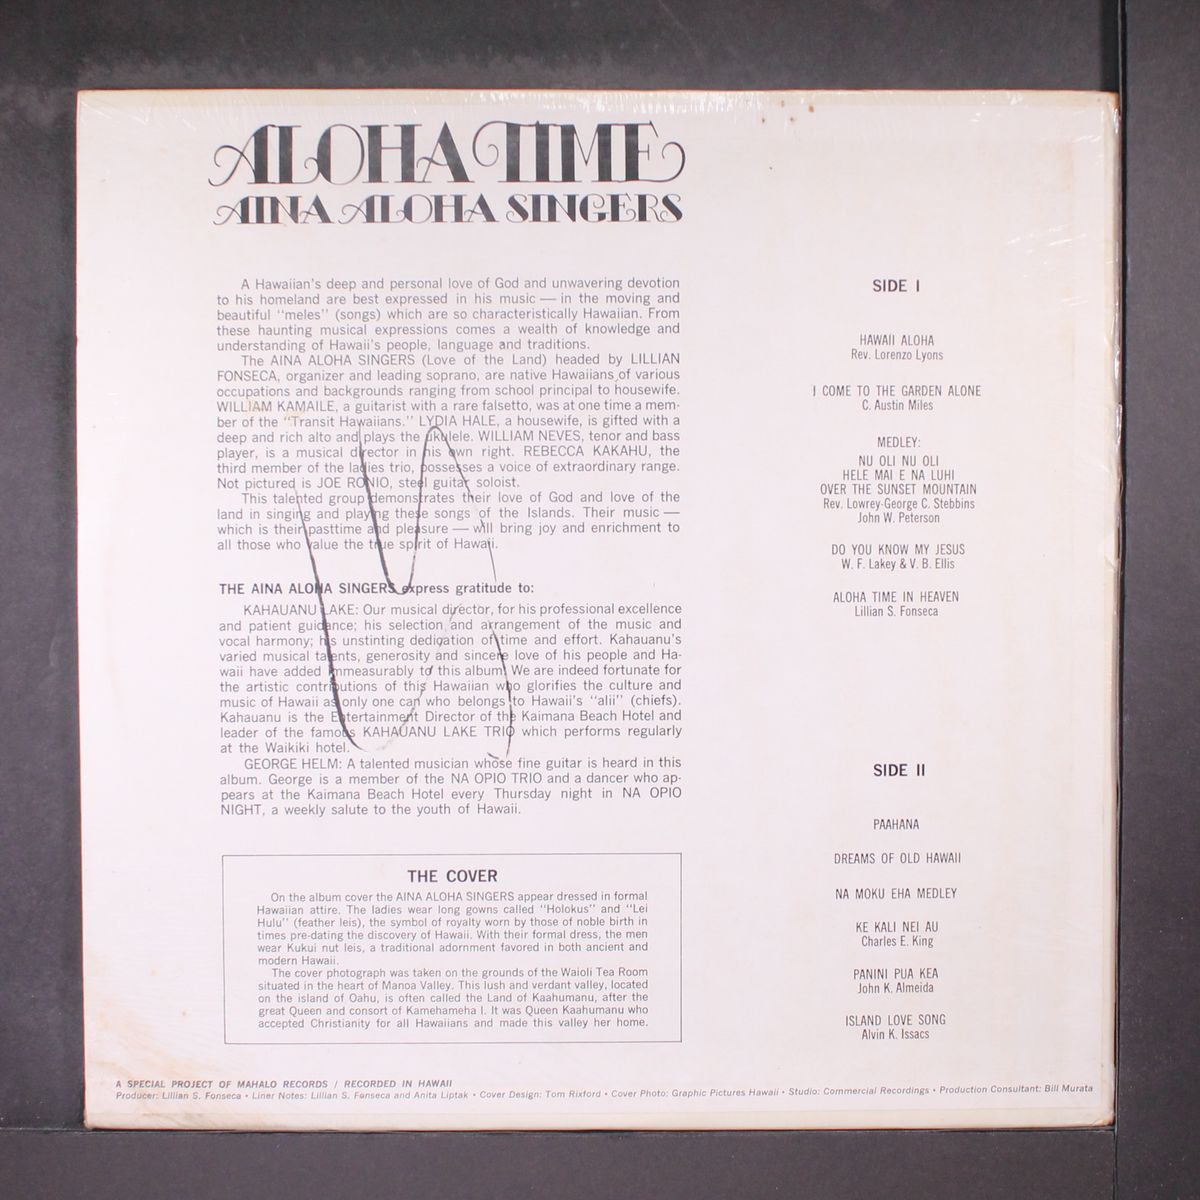 ALOHA TIME
AINA ALOHA SINGERS
A Hawaiian's deep and personal love of God and unwavering devotion
to his homeland are best expressed in his music — in the moving and
beautiful "meles" (songs) which are so characteristically Hawaiian. From
these haunting musical expressions comes a wealth of knowledge and
understanding of Hawaii's people, language and traditions.
The AINA ALOHA SINGERS (Love of the Land) headed by LILLIAN
FONSECA, organizer and leading soprano, are native Hawaiians of various
occupations and backgrounds ranging from school principal to housewife.
WILLIAM KAMAILE, a guitarist with a rare falsetto, was at one time a mem-
ber of the "Transit Hawaiians." LYDIA HALE, a housewife, is gifted with a
deep and rich alto and plays the ukulele. WILLIAM NEVES, tenor and bass
player, is a musical director in his own right. REBECCA KAKAHU, the
third member of the ladies trio, possesses a voice of extraordinary range.
Not pictured is JOE RONIO, steel guitar soloist.
This talented group demonstrates their love of God and love of the
land in singing and playing these songs of the Islands. Their music —
which is their pasttime and pleasure — will bring joy and enrichment to
all those who value the true spirit of Hawaii.
THE AINA ALOHA SINGERS express gratitude to:
KAHAUANU LAKE: Our musical director, for his professional excellence
and patient guidance; his selection and arrangement of the music and
vocal harmony; his unstinting dedication of time and effort. Kahauanu's
varied musical talents, generosity and sincere love of his people and Ha-
waii have added immeasurably to this album. We are indeed fortunate for
the artistic contributions of this Hawaiian who glorifies the culture and
music of Hawaii as only one can who belongs to Hawaii's "alii" (chiefs).
Kahauanu is the Entertainment Director of the Kaimana Beach Hotel and
leader of the famous KAHAUANU LAKE TRIO which performs regularly
at the Waikiki hotel.
GEORGE HELM: A talented musician whose fine guitar is heard in this
album. George is a member of the NA OPIO TRIO and a dancer who ap-
pears at the Kaimana Beach Hotel every Thursday night in NA OPIO
NIGHT, a weekly salute to the youth of Hawaii.
THE COVER
On the album cover the AINA ALOHA SINGERS appear dressed in formal
Hawaiian attire. The ladies wear long gowns called "Holokus" and "Lei
Hulu" (feather leis), the symbol of royalty worn by those of noble birth in
times pre-dating the discovery of Hawaii. With their formal dress, the men
wear Kukui nut leis, a traditional adornment favored in both ancient and
modern Hawaii.
The cover photograph was taken on the grounds of the Waioli Tea Room
situated in the heart of Manoa Valley. This lush and verdant valley, located
on the island of Oahu, is often called the Land of Kaahumanu, after the
great Queen and consort of Kamehameha I. It was Queen Kaahumanu who
accepted Christianity for all Hawaiians and made this valley her home.
SIDE I
HAWAII ALOHA
Rev. Lorenzo Lyons
I COME TO THE GARDEN ALONE
C. Austin Miles
MEDLEY:
NU OLI NU OLI
HELE MAI E NA LUHI
OVER THE SUNSET MOUNTAIN
Rev. Lowrey-George C. Stebbins
John W. Peterson
DO YOU KNOW MY JESUS
W. F. Lakey & V. B. Ellis
ALOHA TIME IN HEAVEN
Lillian S. Fonseca
SIDE II
PAAHANA
DREAMS OF OLD HAWAII
NA MOKU EHA MEDLEY
KE KALI NEI AU
Charles E. King
PANINI PUA KEA
John K. Almeida
ISLAND LOVE SONG
Alvin K. Issacs
A SPECIAL PROJECT OF MAHALO RECORDS / RECORDED IN HAWAII
Producer: Lillian S. Fonseca • Liner Notes: Lillian S. Fonseca and Anita Liptak • Cover Design: Tom Rixford • Cover Photo: Graphic Pictures Hawaii • Studio: Commercial Recordings • Production Consultant: Bill Murata